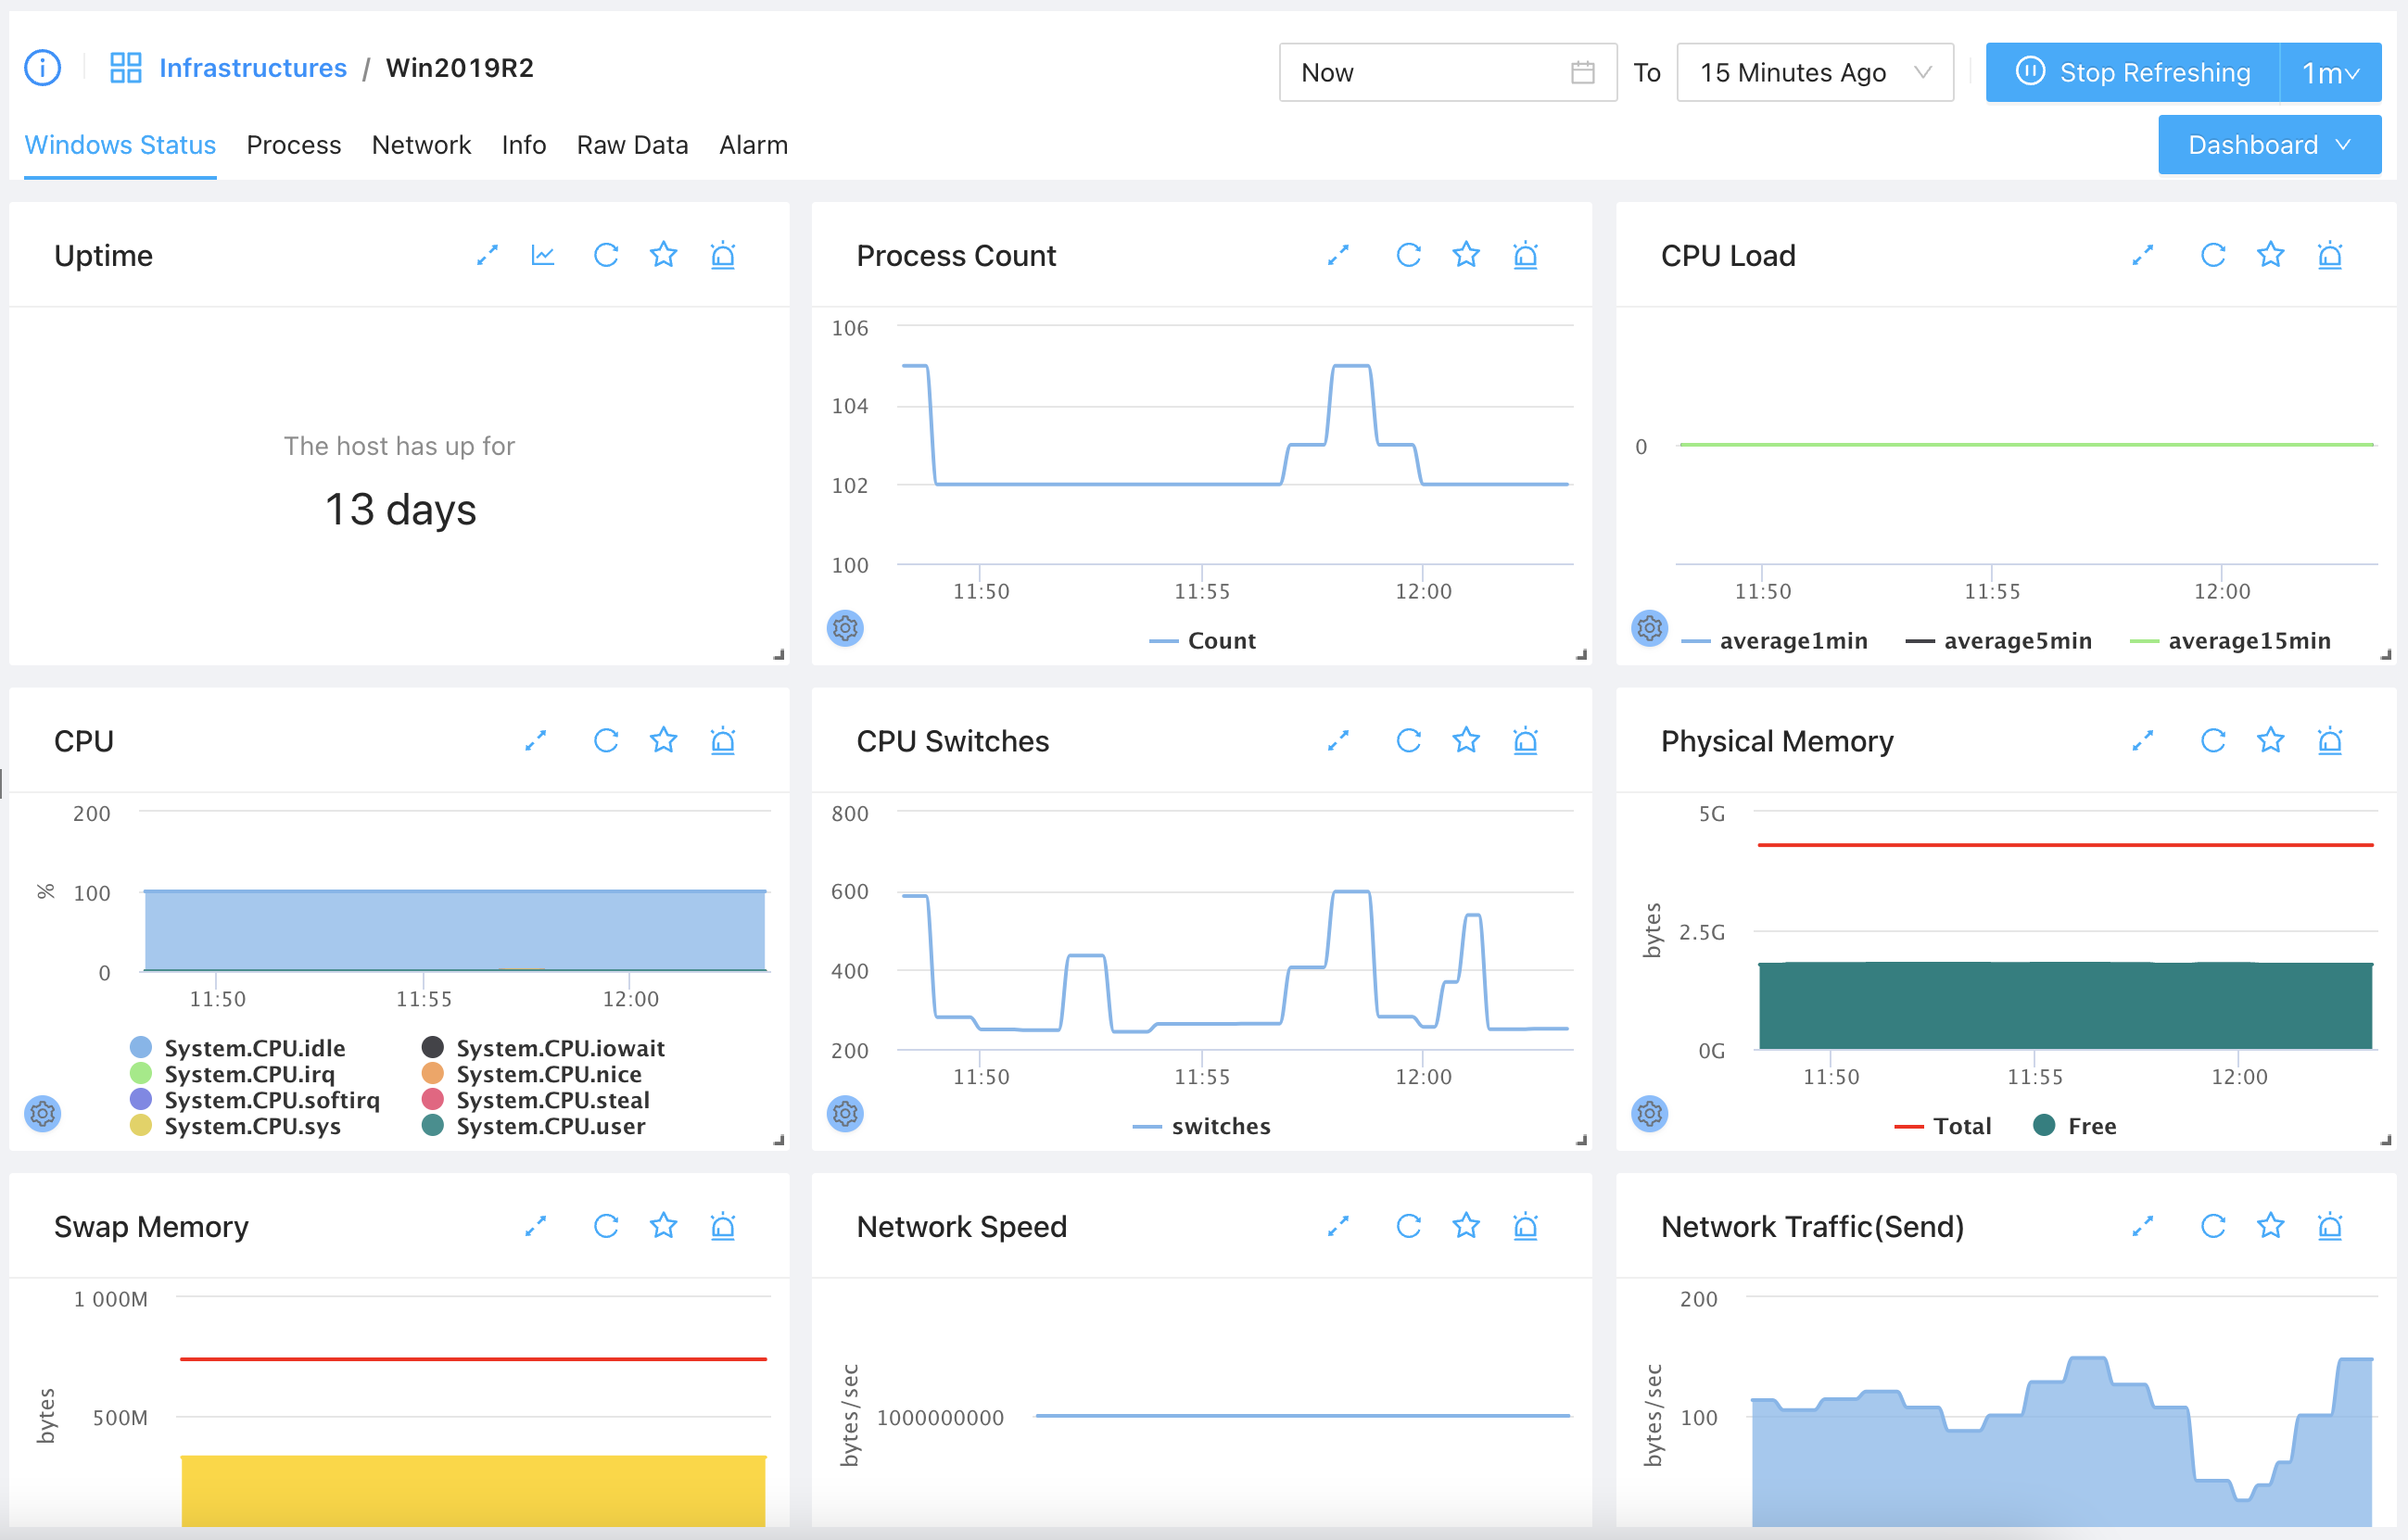 Infrastructures / Win2019R2
Now To 15 Minutes Ago Stop Refreshing 1m
Windows Status Process Network Info Raw Data Alarm
Dashboard
Uptime
The host has up for
13 days
Process Count
106
104
102
100
11:50 11:55 12:00
Count
CPU Load
0
11:50 11:55 12:00
average1min average5min average15min
CPU
200
% 100
0
11:50 11:55 12:00
System.CPU.idle System.CPU.iowait
System.CPU.irq System.CPU.nice
System.CPU.softirq System.CPU.steal
System.CPU.sys System.CPU.user
CPU Switches
800
600
400
200
11:50 11:55 12:00
switches
Physical Memory
5G
bytes 2.5G
0G
11:50 11:55 12:00
Total Free
Swap Memory
1 000M
bytes 500M
Network Speed
bytes/sec 1000000000
Network Traffic(Send)
200
bytes/sec 100